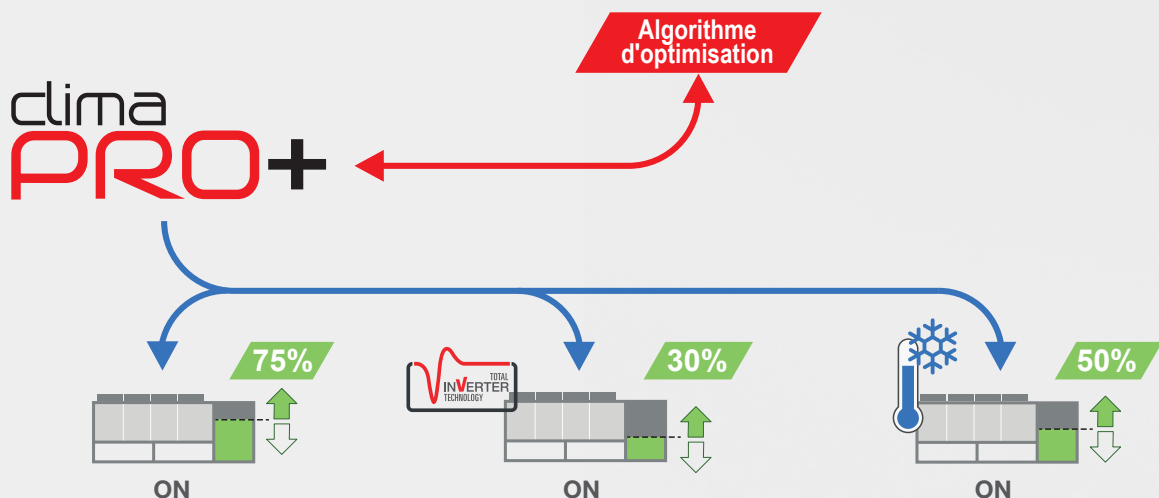 Algorithme
d'optimisation
clima
PRO+
75%
30%
50%
TOTAL
INVERTER
TECHNOLOGY
ON
ON
ON